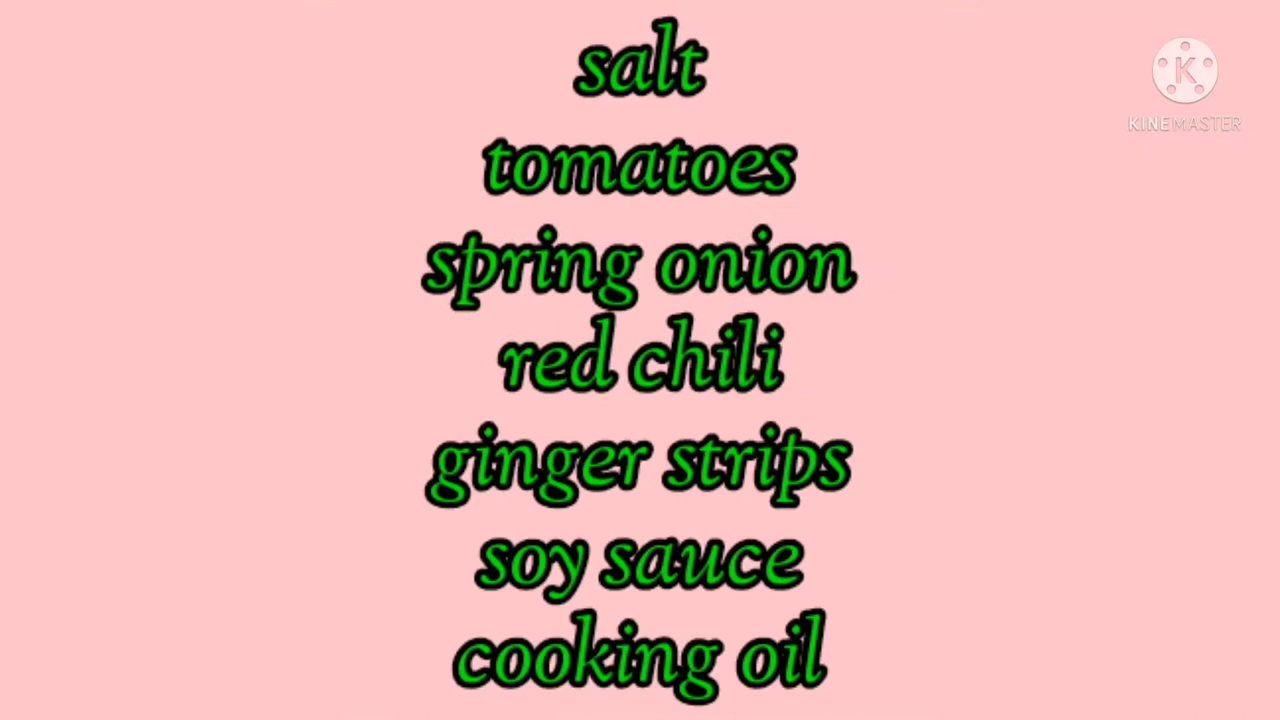 salt
KINEMASTER
tomatoes
spring onion
red chili
ginger strips
soy sauce
cooking oil